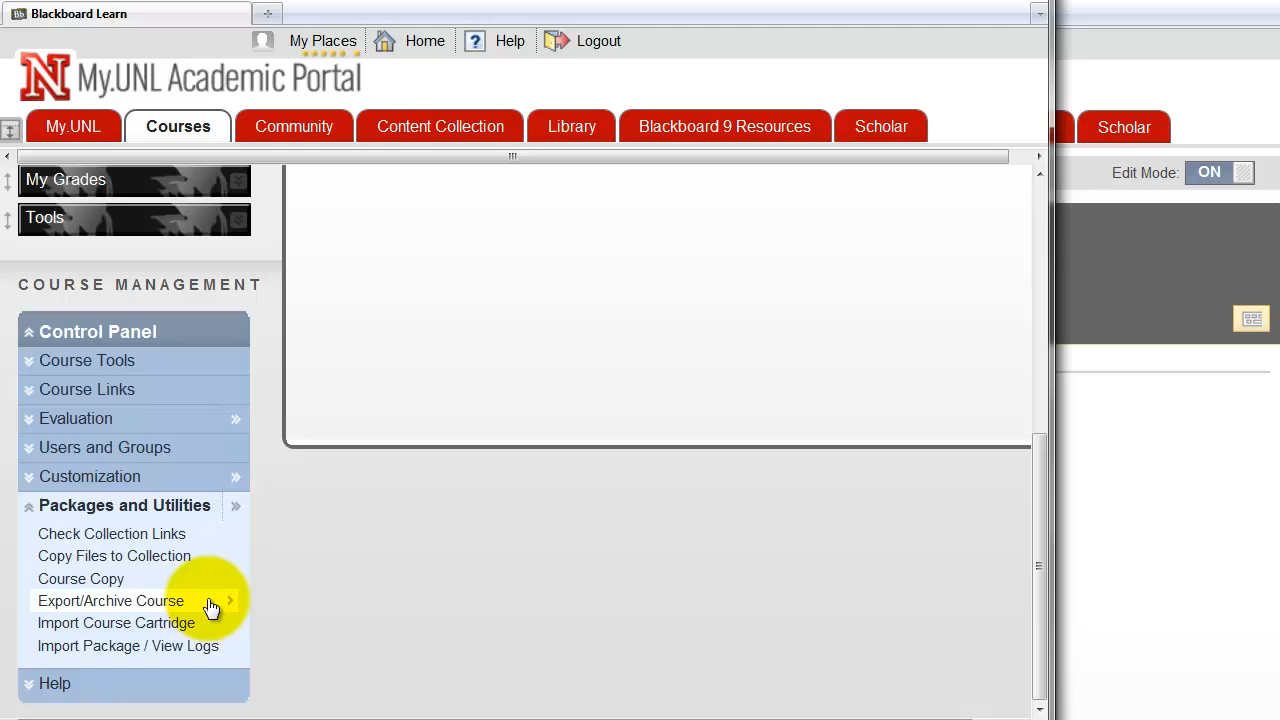 Blackboard Learn
My Places Home Help Logout
N My.UNL Academic Portal
My.UNL Courses Community Content Collection Library Blackboard 9 Resources Scholar
Scholar
Edit Mode: ON
My Grades
Tools
COURSE MANAGEMENT
Control Panel
Course Tools
Course Links
Evaluation
Users and Groups
Customization
Packages and Utilities
Check Collection Links
Copy Files to Collection
Course Copy
Export/Archive Course
Import Course Cartridge
Import Package / View Logs
Help